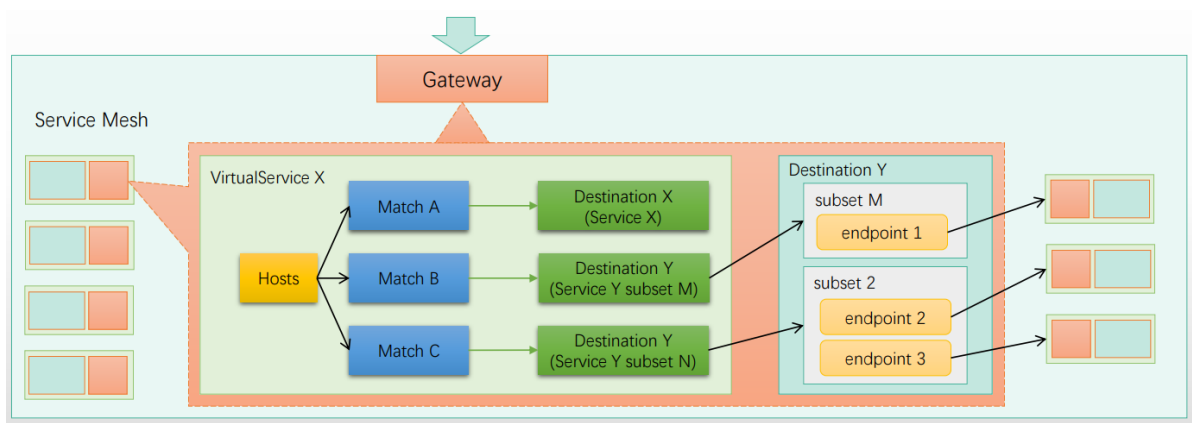 Gateway
Service Mesh
VirtualService X
Hosts
Match A
Match B
Match C
Destination X
(Service X)
Destination Y
(Service Y subset M)
Destination Y
(Service Y subset N)
Destination Y
subset M
endpoint 1
subset 2
endpoint 2
endpoint 3